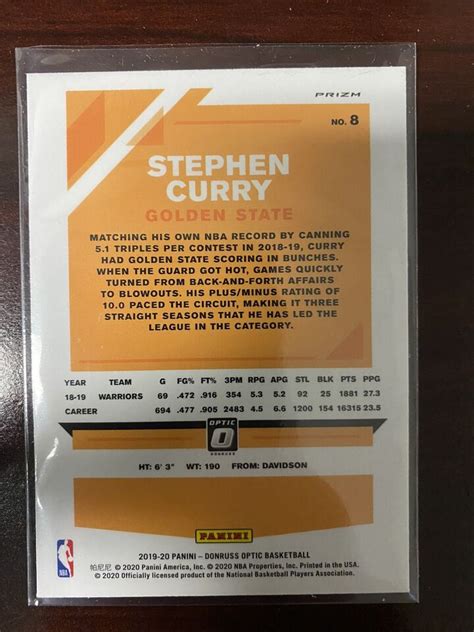 PRIZM
NO. 8
STEPHEN
CURRY
GOLDEN STATE
MATCHING HIS OWN NBA RECORD BY CANNING
5.1 TRIPLES PER CONTEST IN 2018-19, CURRY
HAD GOLDEN STATE SCORING IN BUNCHES.
WHEN THE GUARD GOT HOT, GAMES QUICKLY
TURNED FROM BACK-AND-FORTH AFFAIRS
TO BLOWOUTS. HIS PLUS/MINUS RATING OF
10.0 PACED THE CIRCUIT, MAKING IT THREE
STRAIGHT SEASONS THAT HE HAS LED THE
LEAGUE IN THE CATEGORY.
YEAR TEAM G FG% FT% 3PM RPG APG STL BLK PTS PPG
18-19 WARRIORS 69 .472 .916 354 5.3 5.2 92 25 1881 27.3
CAREER 694 .477 .905 2483 4.5 6.6 1200 154 16315 23.5
OPTIC
DONRUSS
HT: 6' 3" WT: 190 FROM: DAVIDSON
NBA
PANINI
2019-20 PANINI – DONRUSS OPTIC BASKETBALL
帕尼尼 © 2020 Panini America, Inc. © 2020 NBA Properties, Inc. Printed in the USA.
© 2020 Officially licensed product of the National Basketball Players Association.